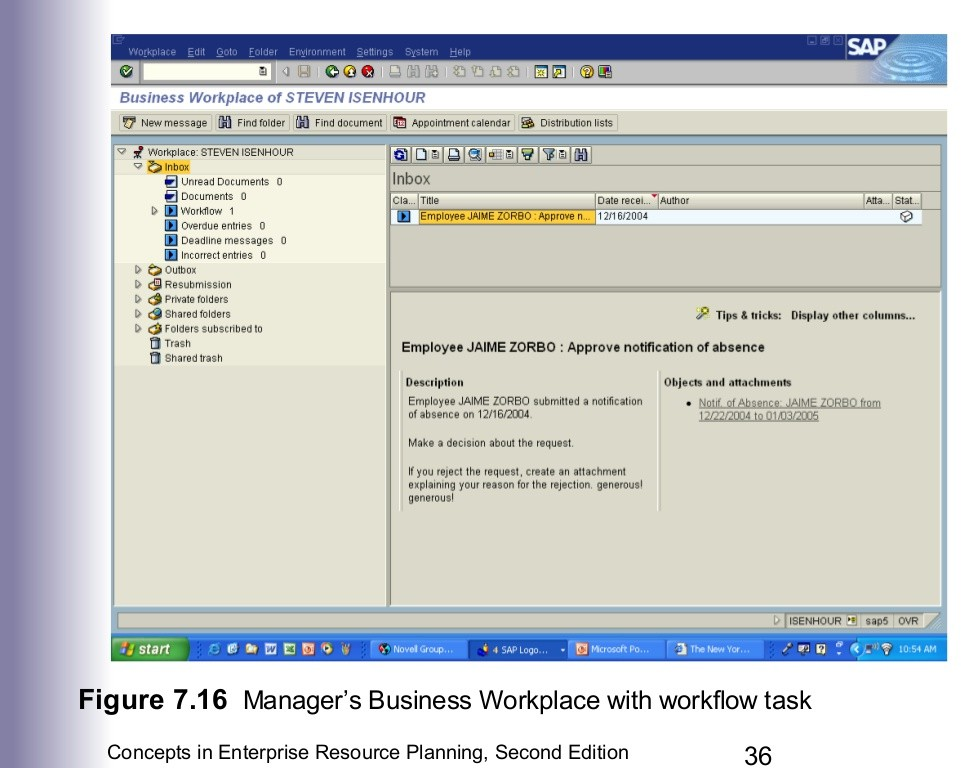 Workplace Edit Goto Folder Environment Settings System Help
SAP
Business Workplace of STEVEN ISENHOUR
New message Find folder Find document Appointment calendar Distribution lists
Workplace: STEVEN ISENHOUR
Inbox
Unread Documents 0
Documents 0
Workflow 1
Overdue entries 0
Deadline messages 0
Incorrect entries 0
Outbox
Resubmission
Private folders
Shared folders
Folders subscribed to
Trash
Shared trash
Inbox
Cla... Title Date recei... Author Atta... Stat...
Employee JAIME ZORBO : Approve n... 12/16/2004
Tips & tricks: Display other columns...
Employee JAIME ZORBO : Approve notification of absence
Description
Employee JAIME ZORBO submitted a notification
of absence on 12/16/2004.
Make a decision about the request.
If you reject the request, create an attachment
explaining your reason for the rejection. generous!
generous!
Objects and attachments
• Notif. of Absence: JAIME ZORBO from
12/22/2004 to 01/03/2005
ISENHOUR sap5 OVR
start Novell Group... 4 SAP Logo... Microsoft Po... The New Yor... 10:54 AM
Figure 7.16 Manager's Business Workplace with workflow task
Concepts in Enterprise Resource Planning, Second Edition 36